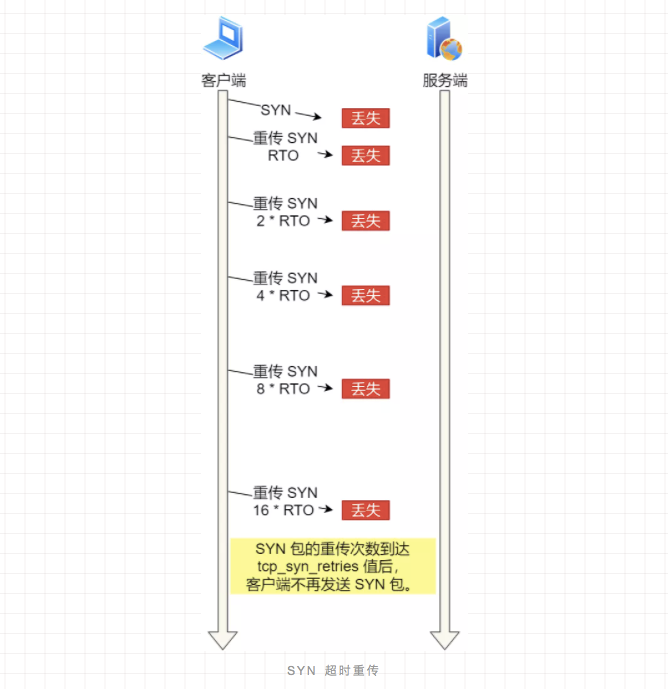 客户端
服务端
SYN
丢失
重传 SYN
RTO
丢失
重传 SYN
2 * RTO
丢失
重传 SYN
4 * RTO
丢失
重传 SYN
8 * RTO
丢失
重传 SYN
16 * RTO
丢失
SYN 包的重传次数到达
tcp_syn_retries 值后，
客户端不再发送 SYN 包。
SYN 超时重传